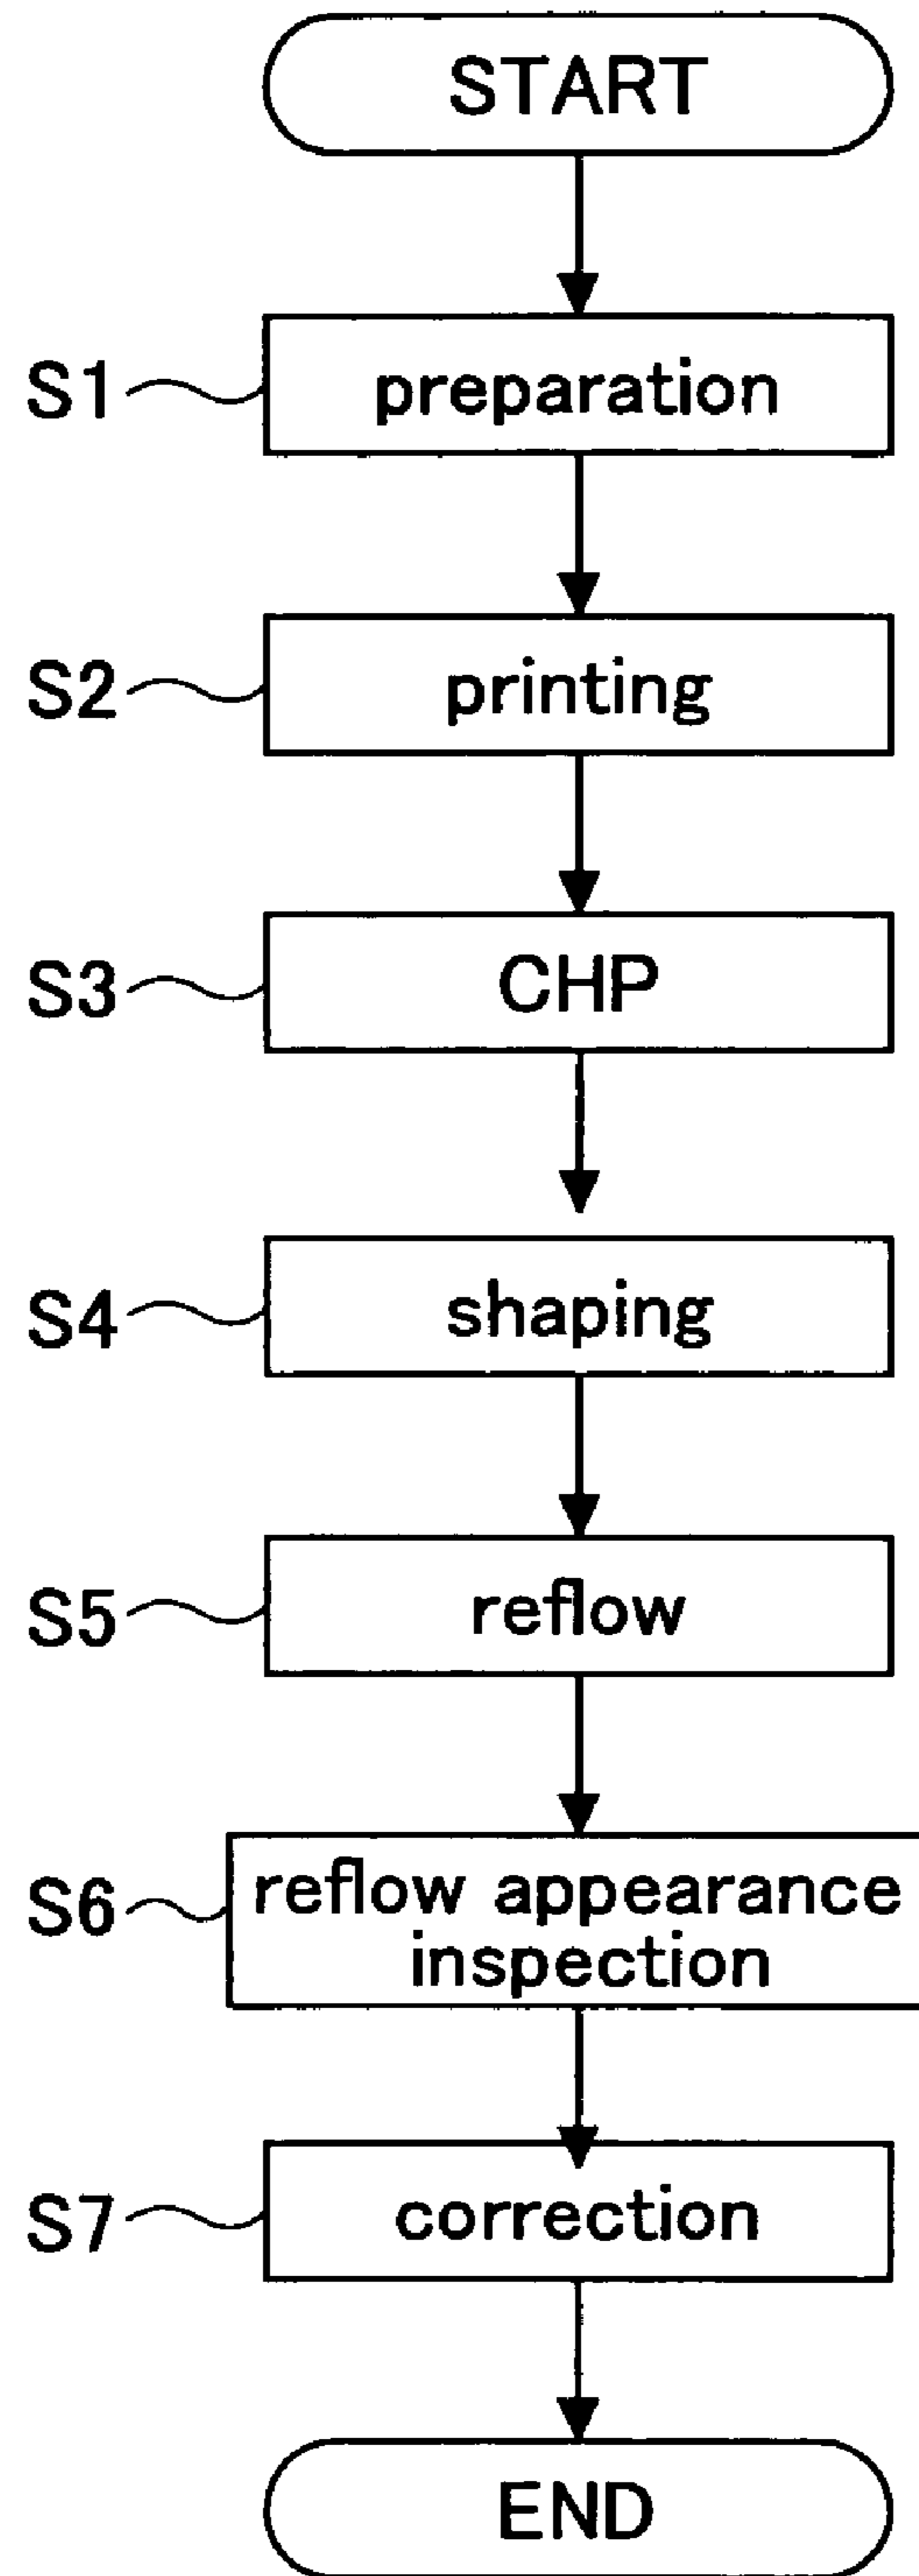 START
S1 preparation
S2 printing
S3 CHP
S4 shaping
S5 reflow
S6 reflow appearance
inspection
S7 correction
END